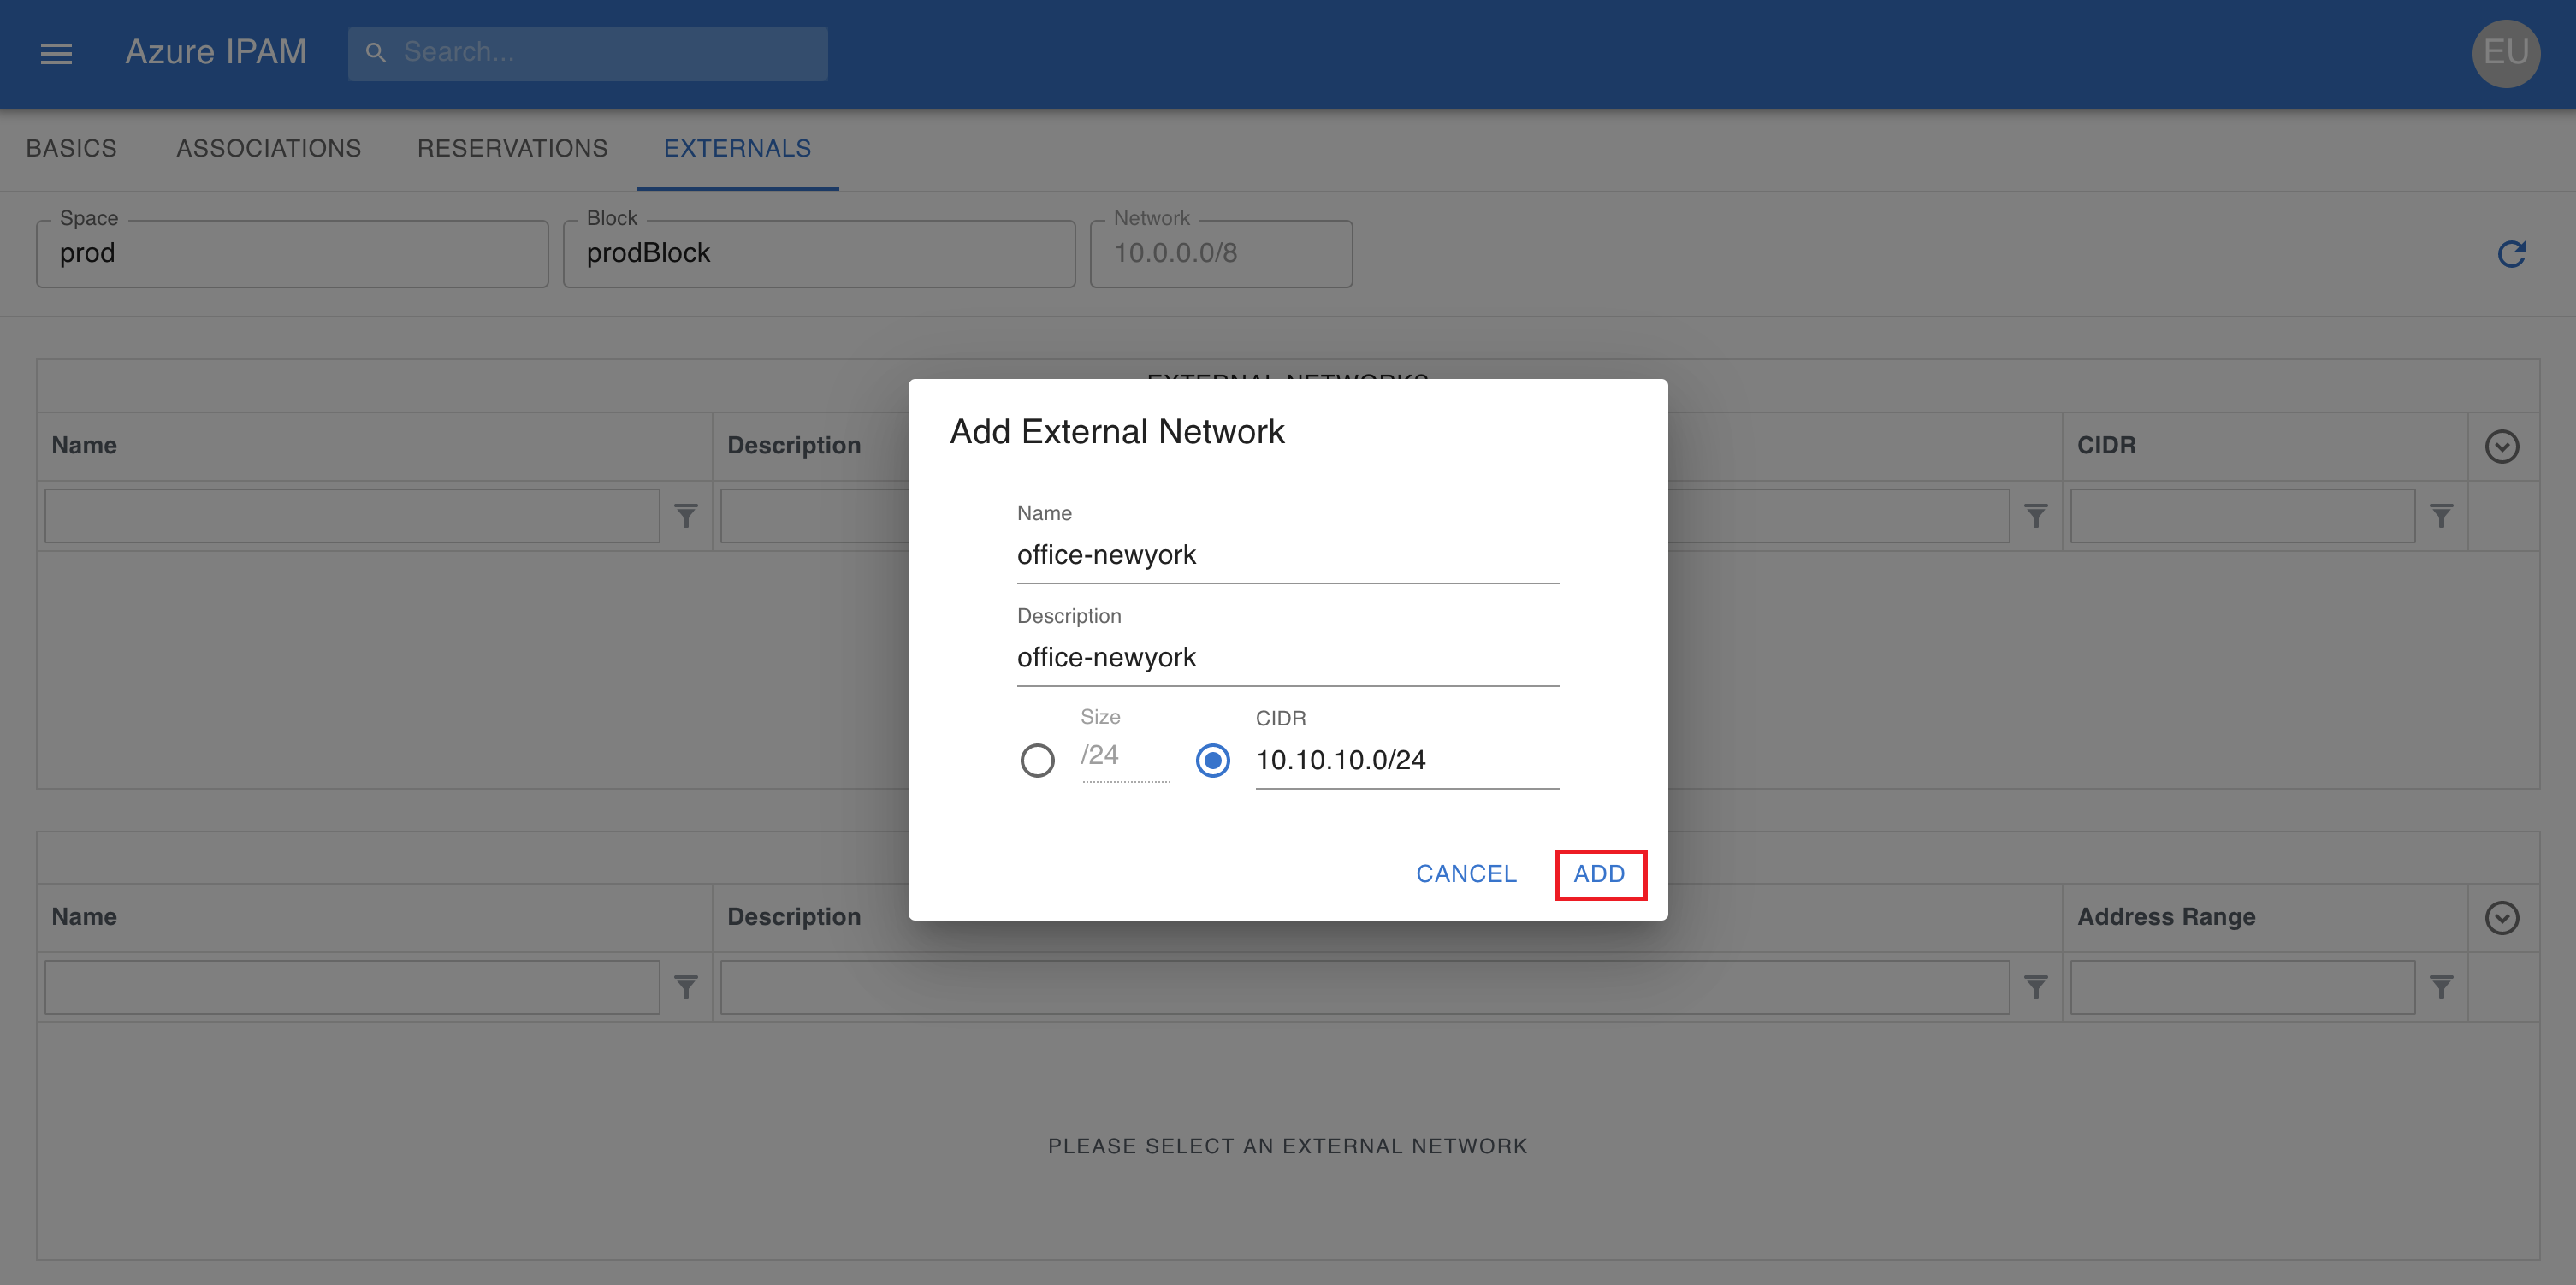 Azure IPAM
Search...
EU
BASICS ASSOCIATIONS RESERVATIONS EXTERNALS
Space
prod
Block
prodBlock
Network
10.0.0.0/8
EXTERNAL NETWORKS
Name Description CIDR
Add External Network
Name
office-newyork
Description
office-newyork
Size
/24
CIDR
10.10.10.0/24
CANCEL ADD
Name Description Address Range
PLEASE SELECT AN EXTERNAL NETWORK